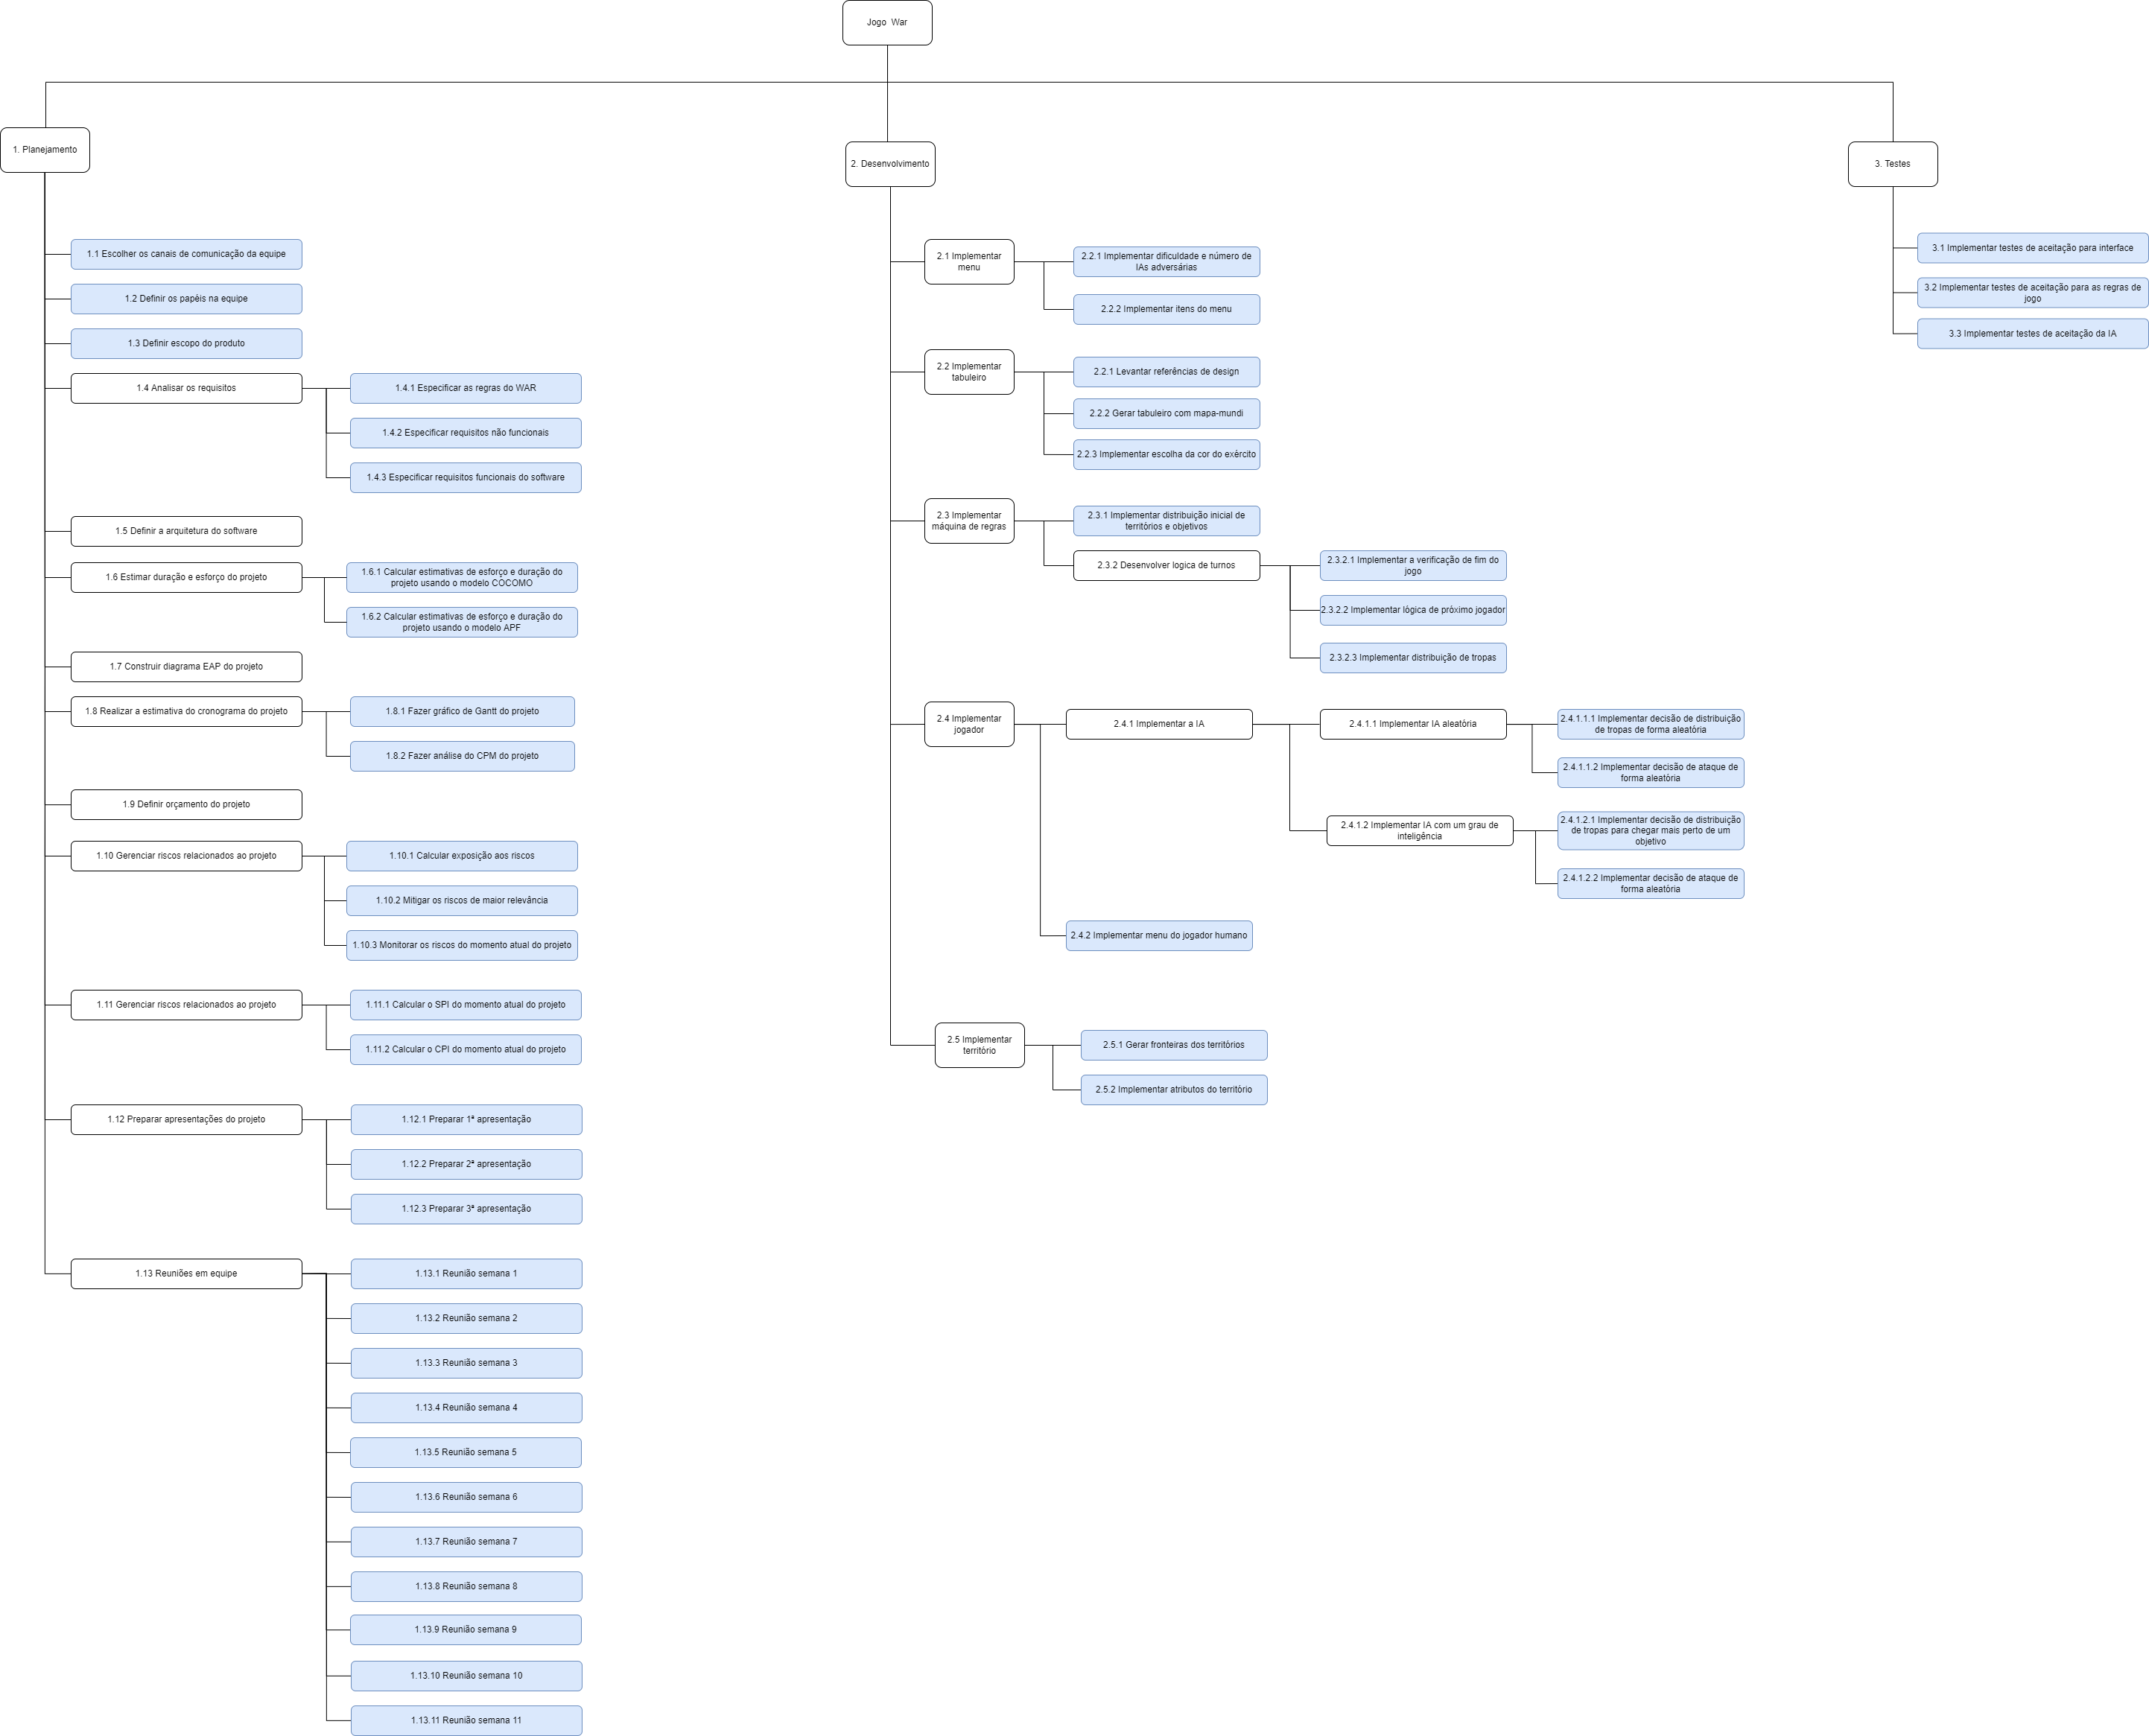 Jogo War
1. Planejamento
1.1 Escolher os canais de comunicação da equipe
1.2 Definir os papéis na equipe
1.3 Definir escopo do produto
1.4 Analisar os requisitos
1.4.1 Especificar as regras do WAR
1.4.2 Especificar requisitos não funcionais
1.4.3 Especificar requisitos funcionais do software
1.5 Definir a arquitetura do software
1.6 Estimar duração e esforço do projeto
1.6.1 Calcular estimativas de esforço e duração do
projeto usando o modelo COCOMO
1.6.2 Calcular estimativas de esforço e duração do
projeto usando o modelo APF
1.7 Construir diagrama EAP do projeto
1.8 Realizar a estimativa do cronograma do projeto
1.8.1 Fazer gráfico de Gantt do projeto
1.8.2 Fazer análise do CPM do projeto
1.9 Definir orçamento do projeto
1.10 Gerenciar riscos relacionados ao projeto
1.10.1 Calcular exposição aos riscos
1.10.2 Mitigar os riscos de maior relevância
1.10.3 Monitorar os riscos do momento atual do projeto
1.11 Gerenciar riscos relacionados ao projeto
1.11.1 Calcular o SPI do momento atual do projeto
1.11.2 Calcular o CPI do momento atual do projeto
1.12 Preparar apresentações do projeto
1.12.1 Preparar 1ª apresentação
1.12.2 Preparar 2ª apresentação
1.12.3 Preparar 3ª apresentação
1.13 Reuniões em equipe
1.13.1 Reunião semana 1
1.13.2 Reunião semana 2
1.13.3 Reunião semana 3
1.13.4 Reunião semana 4
1.13.5 Reunião semana 5
1.13.6 Reunião semana 6
1.13.7 Reunião semana 7
1.13.8 Reunião semana 8
1.13.9 Reunião semana 9
1.13.10 Reunião semana 10
1.13.11 Reunião semana 11
2. Desenvolvimento
2.1 Implementar
menu
2.2.1 Implementar dificuldade e número de
IAs adversárias
2.2.2 Implementar itens do menu
2.2 Implementar
tabuleiro
2.2.1 Levantar referências de design
2.2.2 Gerar tabuleiro com mapa-mundi
2.2.3 Implementar escolha da cor do exército
2.3 Implementar
máquina de regras
2.3.1 Implementar distribuição inicial de
territórios e objetivos
2.3.2 Desenvolver logica de turnos
2.3.2.1 Implementar a verificação de fim do
jogo
2.3.2.2 Implementar lógica de próximo jogador
2.3.2.3 Implementar distribuição de tropas
2.4 Implementar
jogador
2.4.1 Implementar a IA
2.4.1.1 Implementar IA aleatória
2.4.1.1.1 Implementar decisão de distribuição
de tropas de forma aleatória
2.4.1.1.2 Implementar decisão de ataque de
forma aleatória
2.4.1.2 Implementar IA com um grau de
inteligência
2.4.1.2.1 Implementar decisão de distribuição
de tropas para chegar mais perto de um
objetivo
2.4.1.2.2 Implementar decisão de ataque de
forma aleatória
2.4.2 Implementar menu do jogador humano
2.5 Implementar
território
2.5.1 Gerar fronteiras dos territórios
2.5.2 Implementar atributos do território
3. Testes
3.1 Implementar testes de aceitação para interface
3.2 Implementar testes de aceitação para as regras de
jogo
3.3 Implementar testes de aceitação da IA